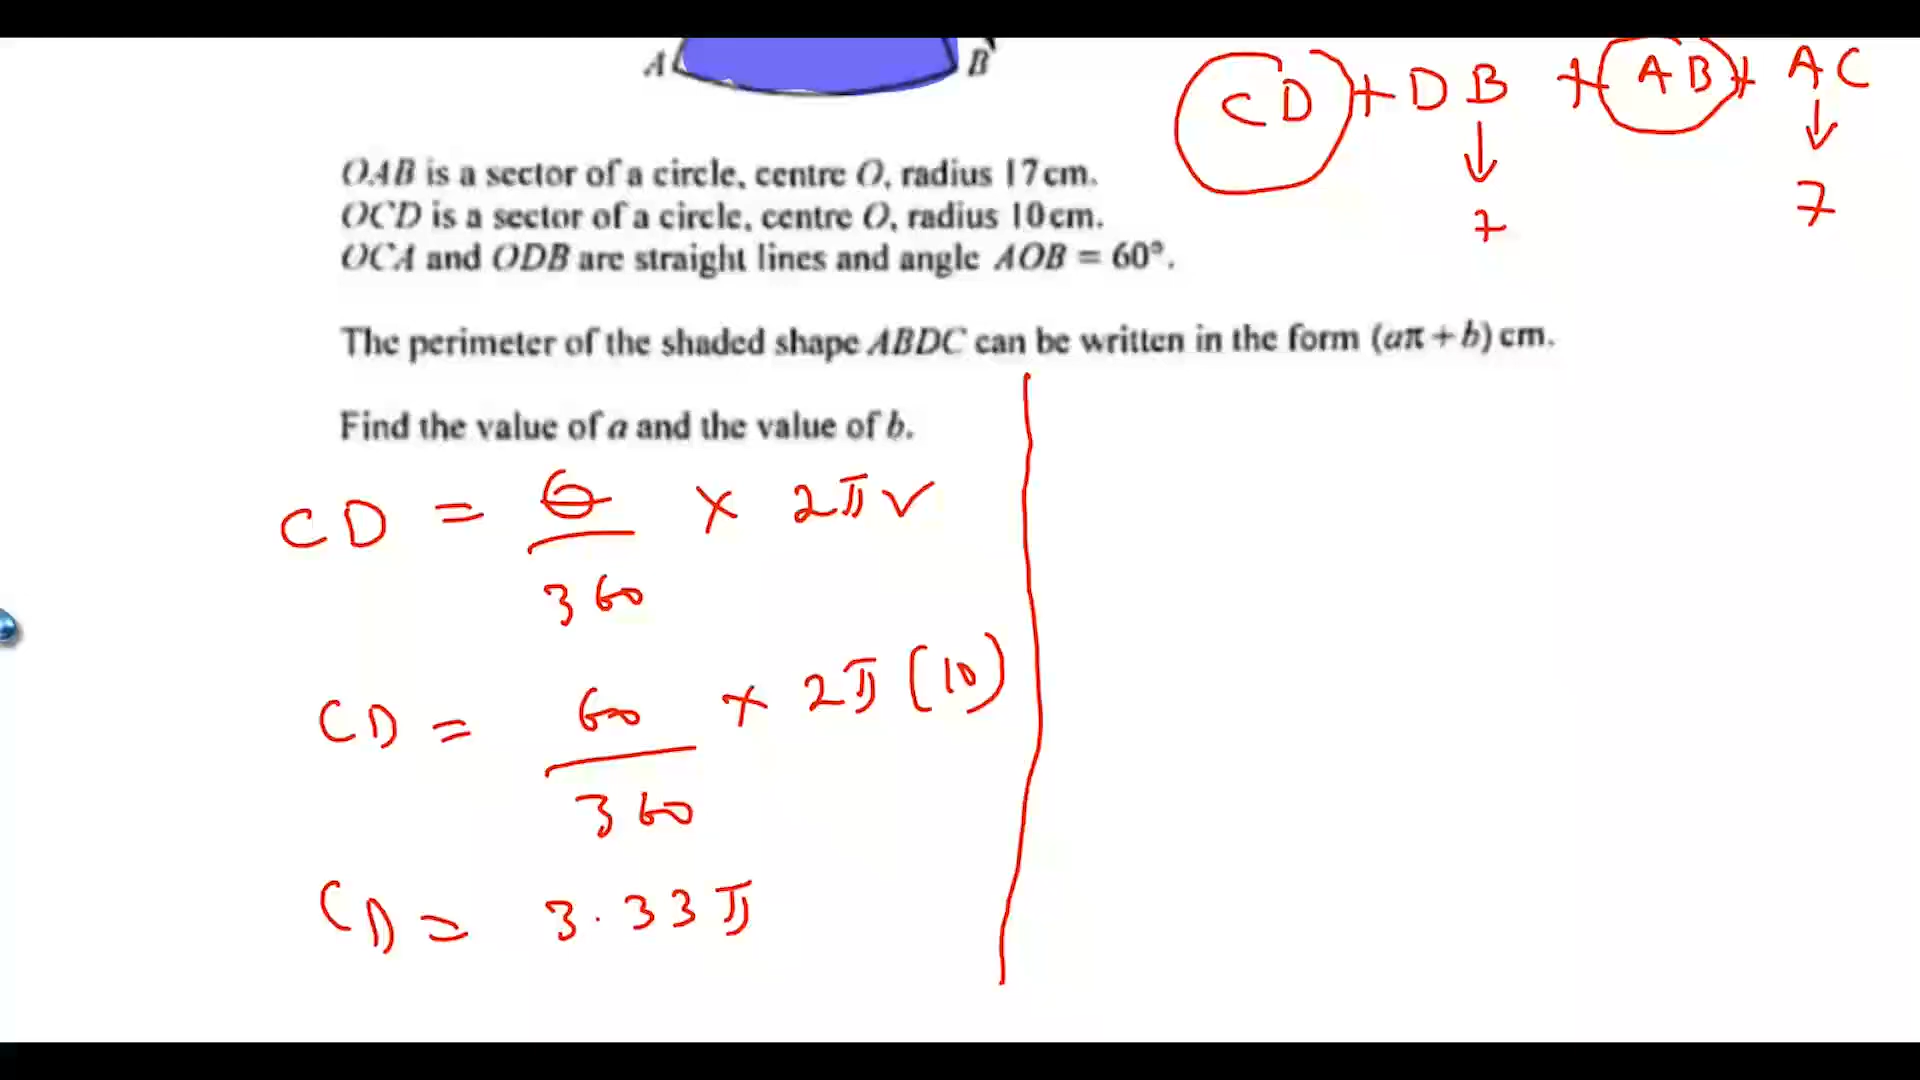 A B
CD + DB + AB + AC
↓ ↓
7 7
OAB is a sector of a circle, centre O, radius 17 cm.
OCD is a sector of a circle, centre O, radius 10 cm.
OCA and ODB are straight lines and angle AOB = 60°.
The perimeter of the shaded shape ABDC can be written in the form (aπ + b) cm.
Find the value of a and the value of b.
CD = θ/360 × 2πr
CD = 60/360 × 2π(10)
CD = 3.33π